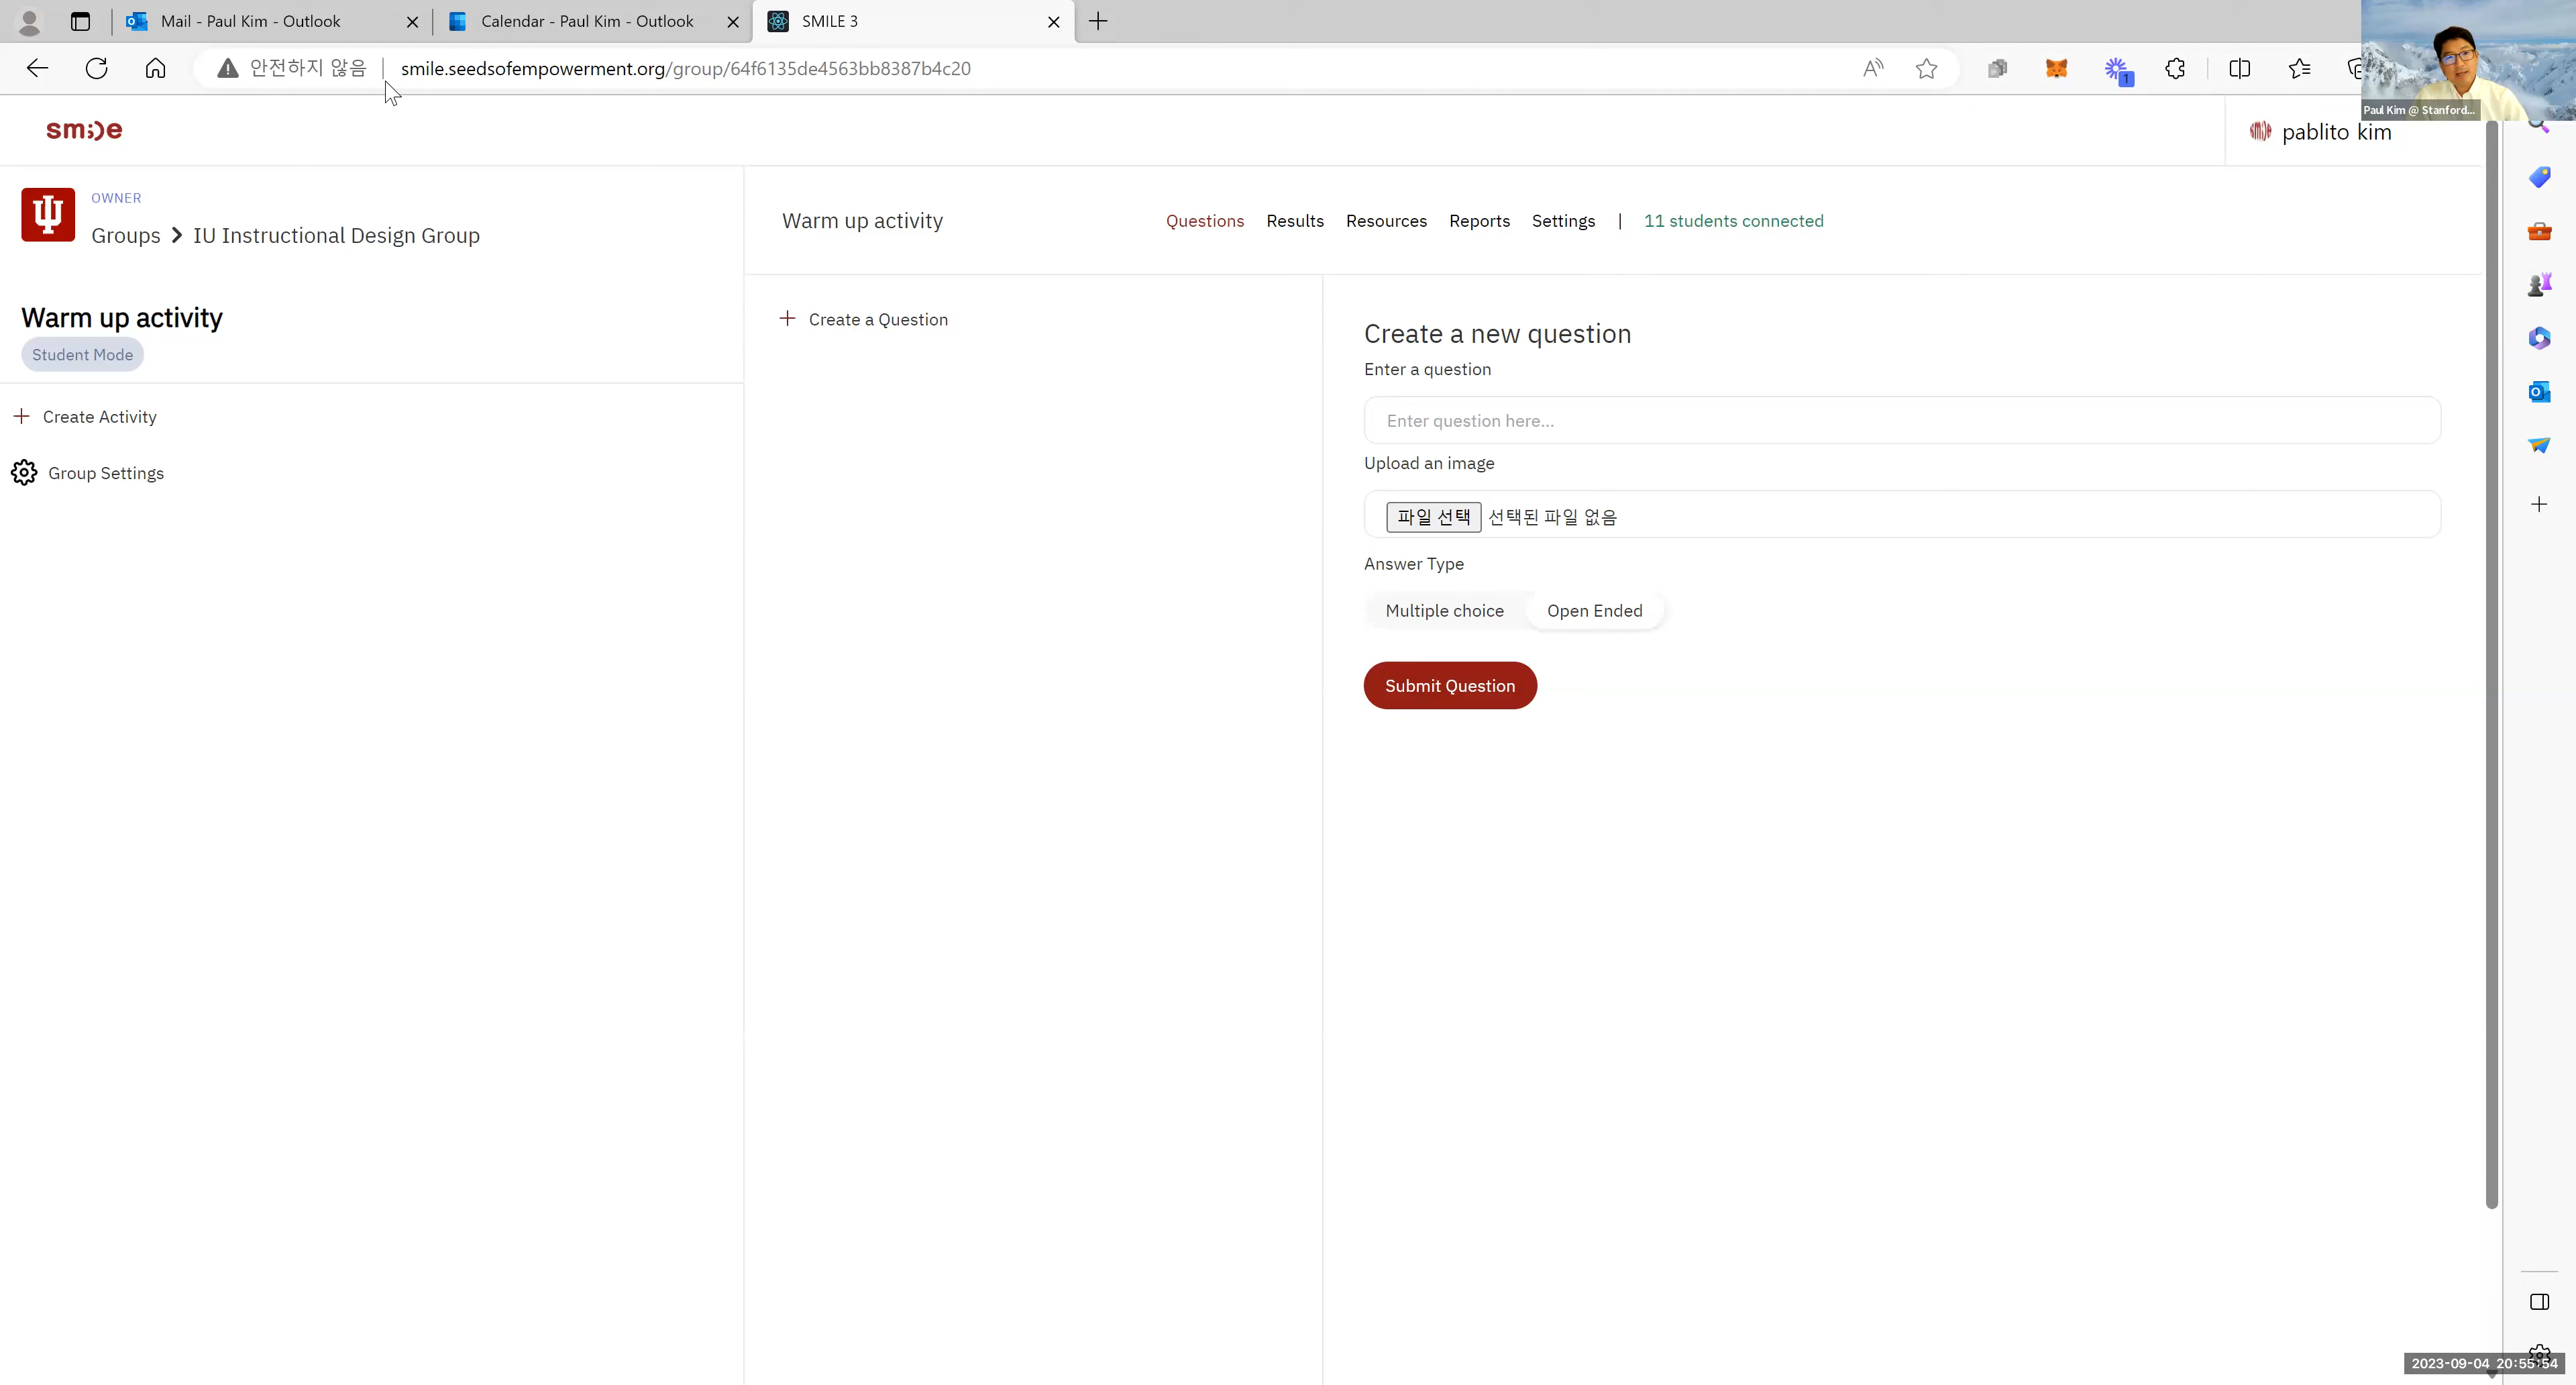 Mail - Paul Kim - Outlook
Calendar - Paul Kim - Outlook
SMILE 3
안전하지 않음
smile.seedsofempowerment.org/group/64f6135de4563bb8387b4c20
1
Paul Kim @ Stanford...
smile
pablito kim
OWNER
Groups > IU Instructional Design Group
Warm up activity
Questions
Results
Resources
Reports
Settings
|
11 students connected
Warm up activity
Student Mode
+ Create Activity
Group Settings
+ Create a Question
Create a new question
Enter a question
Enter question here...
Upload an image
파일 선택 선택된 파일 없음
Answer Type
Multiple choice
Open Ended
Submit Question
2023-09-04 20:55:54